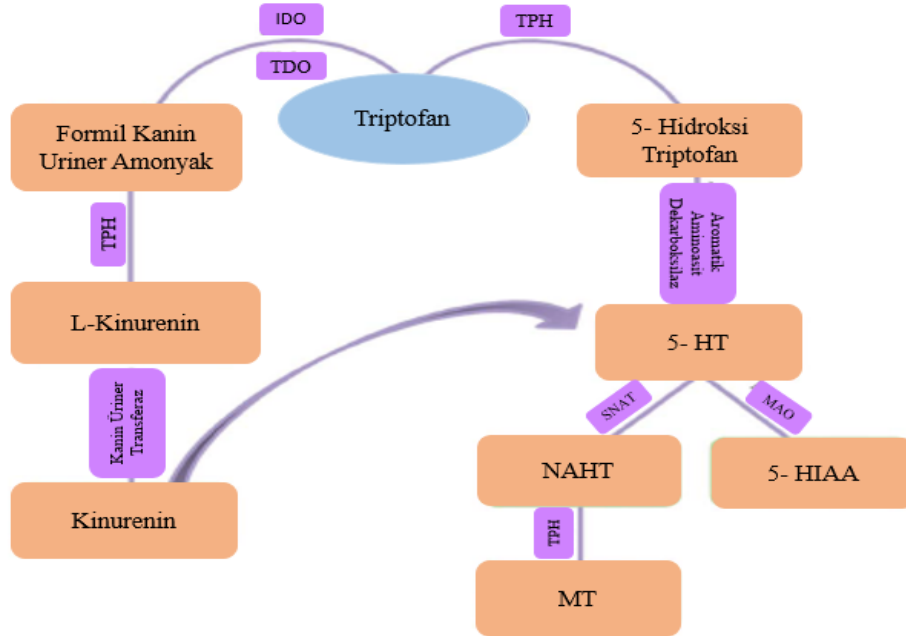 IDO
TPH
TDO
Triptofan
Formil Kanin
Uriner Amonyak
5- Hidroksi
Triptofan
TPH
Aromatik
Aminoasit
Dekarboksilaz
L-Kinurenin
5- HT
Kanin Üriner
Transferaz
SNAT
MAO
NAHT
5- HIAA
Kinurenin
TPH
MT